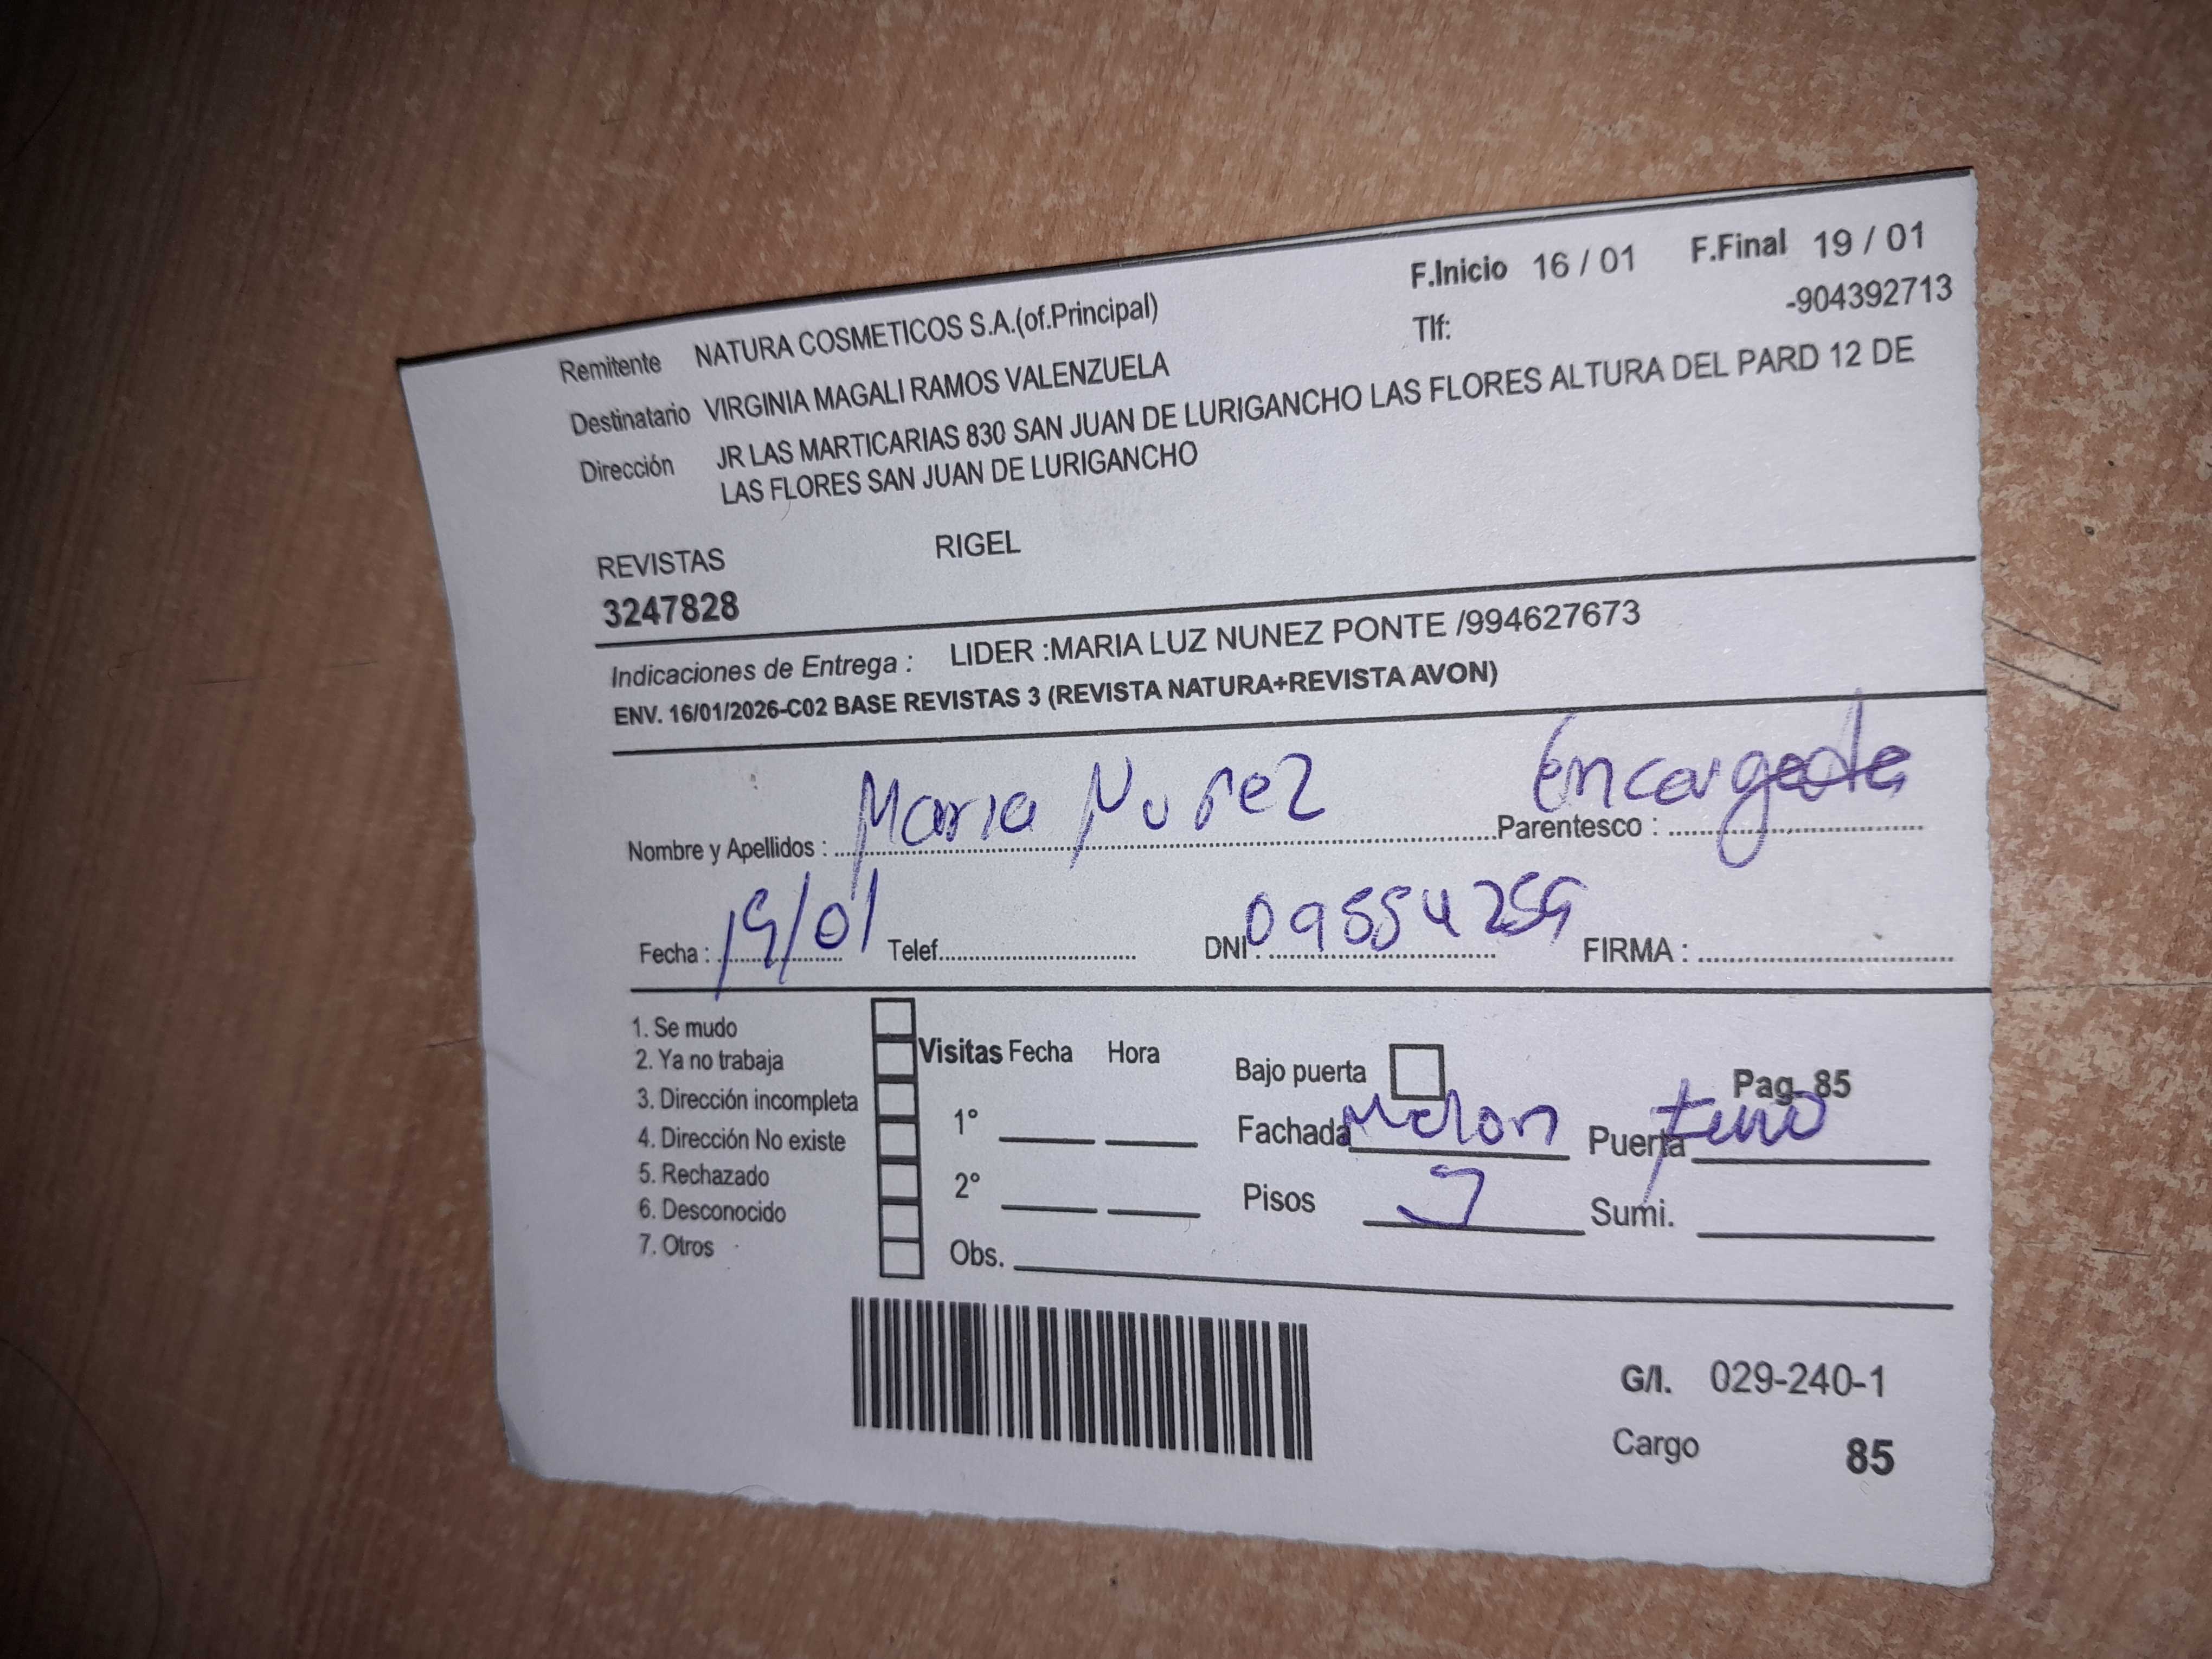 F.Inicio 16 / 01 F.Final 19 / 01
Remitente NATURA COSMETICOS S.A.(of.Principal) Tlf: -904392713
Destinatario VIRGINIA MAGALI RAMOS VALENZUELA
Dirección JR LAS MARTICARIAS 830 SAN JUAN DE LURIGANCHO LAS FLORES ALTURA DEL PARD 12 DE
LAS FLORES SAN JUAN DE LURIGANCHO
REVISTAS RIGEL
3247828
Indicaciones de Entrega : LIDER :MARIA LUZ NUNEZ PONTE /994627673
ENV. 16/01/2026-C02 BASE REVISTAS 3 (REVISTA NATURA+REVISTA AVON)
Nombre y Apellidos : Maria Nuñez Parentesco : Encargada
Fecha : 19/01 Telef. DNI. FIRMA :
1. Se mudo
2. Ya no trabaja
3. Dirección incompleta
4. Dirección No existe
5. Rechazado
6. Desconocido
7. Otros
Visitas Fecha Hora
1°
2°
Obs.
Bajo puerta Pag. 85
Fachada Melon Puerta
Pisos Sumi.
G/I. 029-240-1
Cargo 85